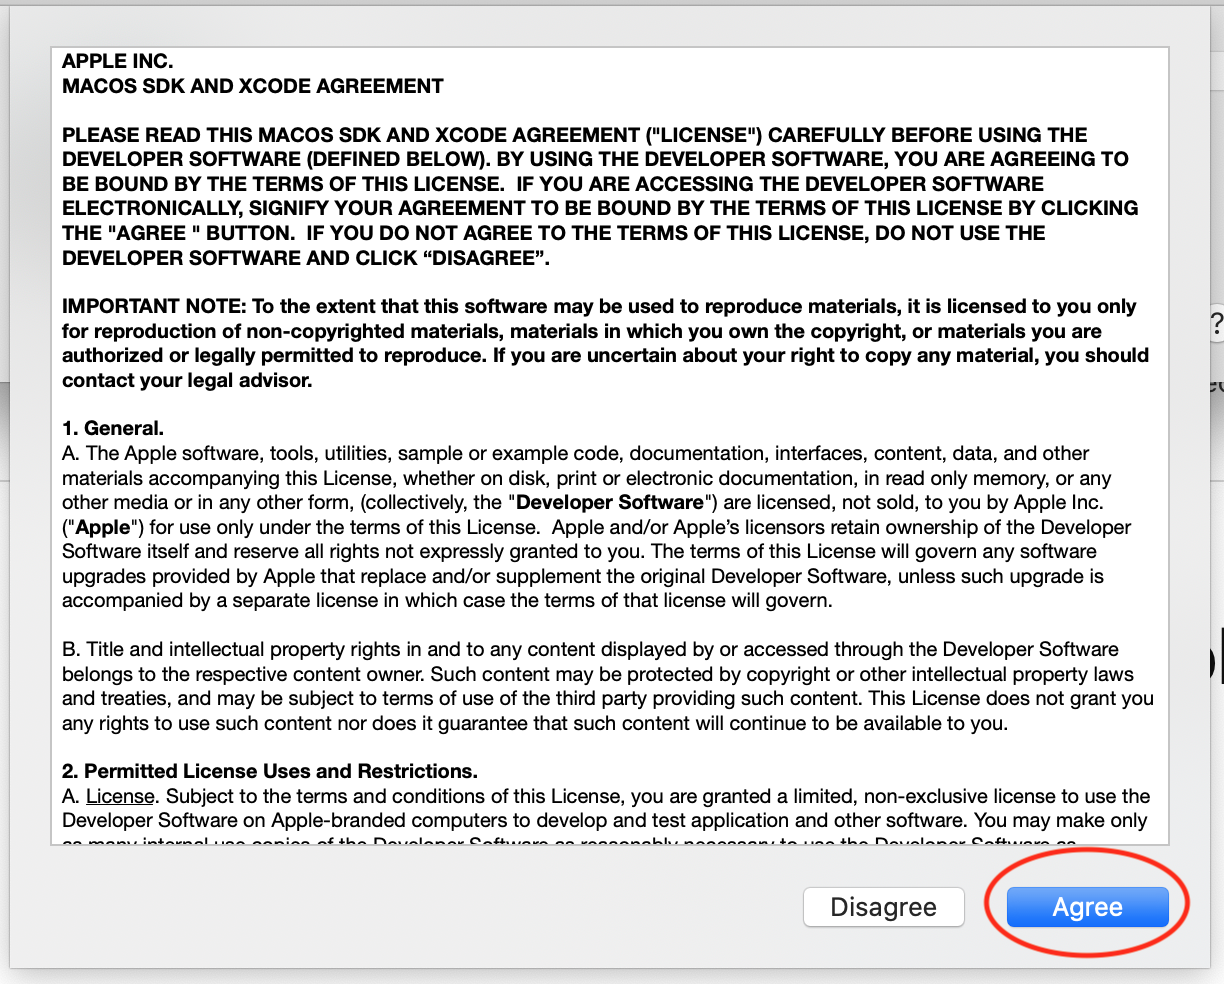 APPLE INC.
MACOS SDK AND XCODE AGREEMENT
PLEASE READ THIS MACOS SDK AND XCODE AGREEMENT ("LICENSE") CAREFULLY BEFORE USING THE
DEVELOPER SOFTWARE (DEFINED BELOW). BY USING THE DEVELOPER SOFTWARE, YOU ARE AGREEING TO
BE BOUND BY THE TERMS OF THIS LICENSE.  IF YOU ARE ACCESSING THE DEVELOPER SOFTWARE
ELECTRONICALLY, SIGNIFY YOUR AGREEMENT TO BE BOUND BY THE TERMS OF THIS LICENSE BY CLICKING
THE "AGREE " BUTTON.  IF YOU DO NOT AGREE TO THE TERMS OF THIS LICENSE, DO NOT USE THE
DEVELOPER SOFTWARE AND CLICK “DISAGREE”.
IMPORTANT NOTE: To the extent that this software may be used to reproduce materials, it is licensed to you only
for reproduction of non-copyrighted materials, materials in which you own the copyright, or materials you are
authorized or legally permitted to reproduce. If you are uncertain about your right to copy any material, you should
contact your legal advisor.
1. General.
A. The Apple software, tools, utilities, sample or example code, documentation, interfaces, content, data, and other
materials accompanying this License, whether on disk, print or electronic documentation, in read only memory, or any
other media or in any other form, (collectively, the "Developer Software") are licensed, not sold, to you by Apple Inc.
("Apple") for use only under the terms of this License.  Apple and/or Apple’s licensors retain ownership of the Developer
Software itself and reserve all rights not expressly granted to you. The terms of this License will govern any software
upgrades provided by Apple that replace and/or supplement the original Developer Software, unless such upgrade is
accompanied by a separate license in which case the terms of that license will govern.
B. Title and intellectual property rights in and to any content displayed by or accessed through the Developer Software
belongs to the respective content owner. Such content may be protected by copyright or other intellectual property laws
and treaties, and may be subject to terms of use of the third party providing such content. This License does not grant you
any rights to use such content nor does it guarantee that such content will continue to be available to you.
2. Permitted License Uses and Restrictions.
A. License. Subject to the terms and conditions of this License, you are granted a limited, non-exclusive license to use the
Developer Software on Apple-branded computers to develop and test application and other software. You may make only
as many internal use copies of the Developer Software as reasonably necessary to use the Developer Software as
Disagree
Agree
?